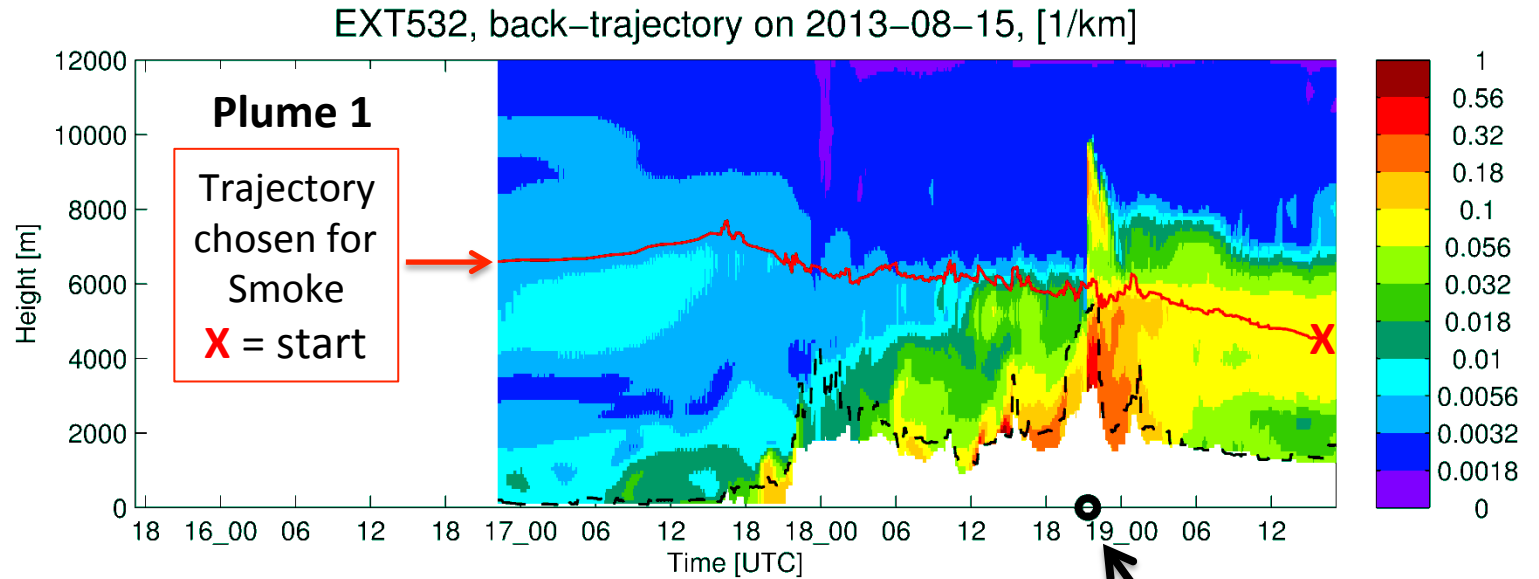 EXT532, back−trajectory on 2013−08−15, [1/km]
12000
10000
8000
6000
4000
2000
0
Height [m]
Plume 1
Trajectory
chosen for
Smoke
X = start
X
18 16_00 06 12 17_00 06 12 18 18_00 06 12 18 19_00 06 12
Time [UTC]
1
0.56
0.32
0.18
0.1
0.056
0.032
0.018
0.01
0.0056
0.0032
0.0018
0